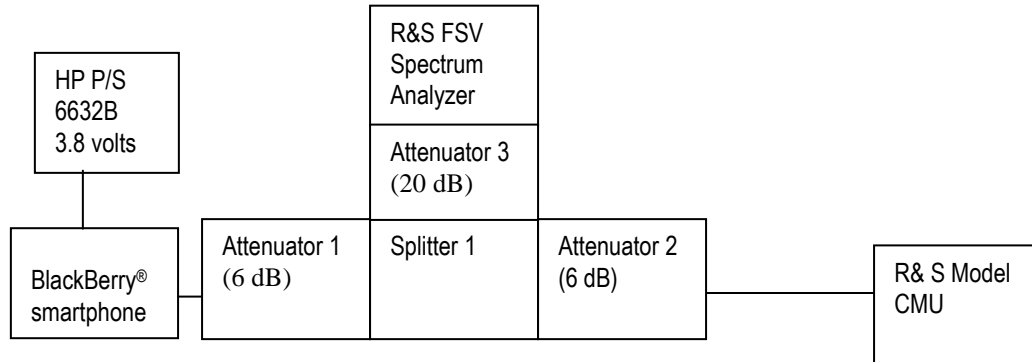 R&S FSV
Spectrum
Analyzer
HP P/S
6632B
3.8 volts
Attenuator 3
(20 dB)
BlackBerry®
smartphone
Attenuator 1
(6 dB)
Splitter 1
Attenuator 2
(6 dB)
R& S Model
CMU